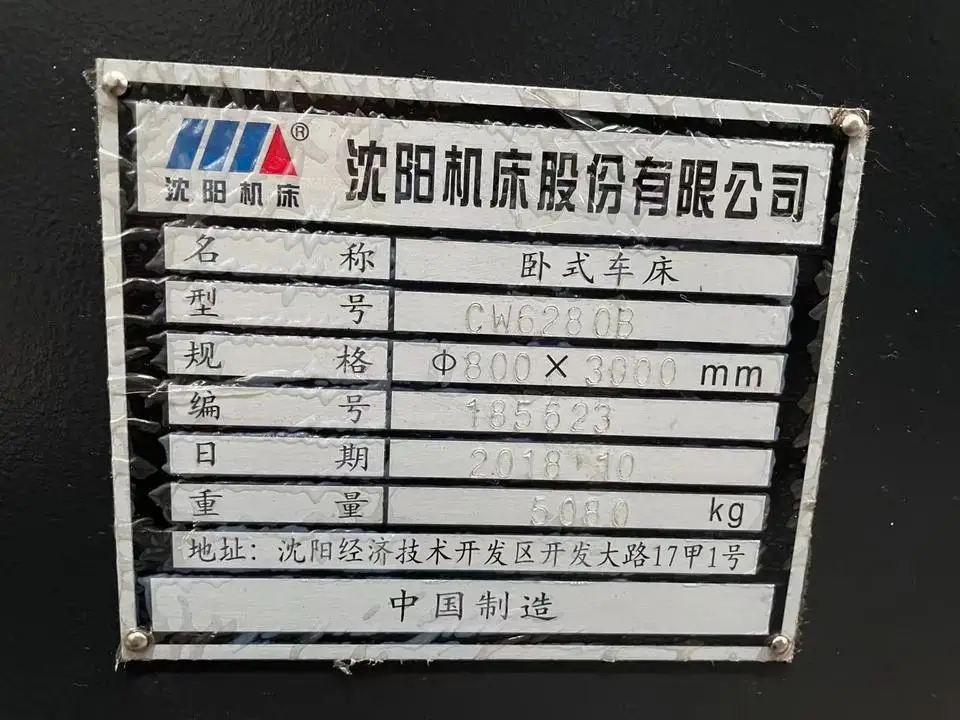 ® 沈阳机床 沈阳机床股份有限公司
名称 卧式车床
型号 CW6280B
规格 Φ800×3000mm
编号 185623
日期 2018 10
重量 5080 kg
地址：沈阳经济技术开发区开发大路17甲1号
中国制造